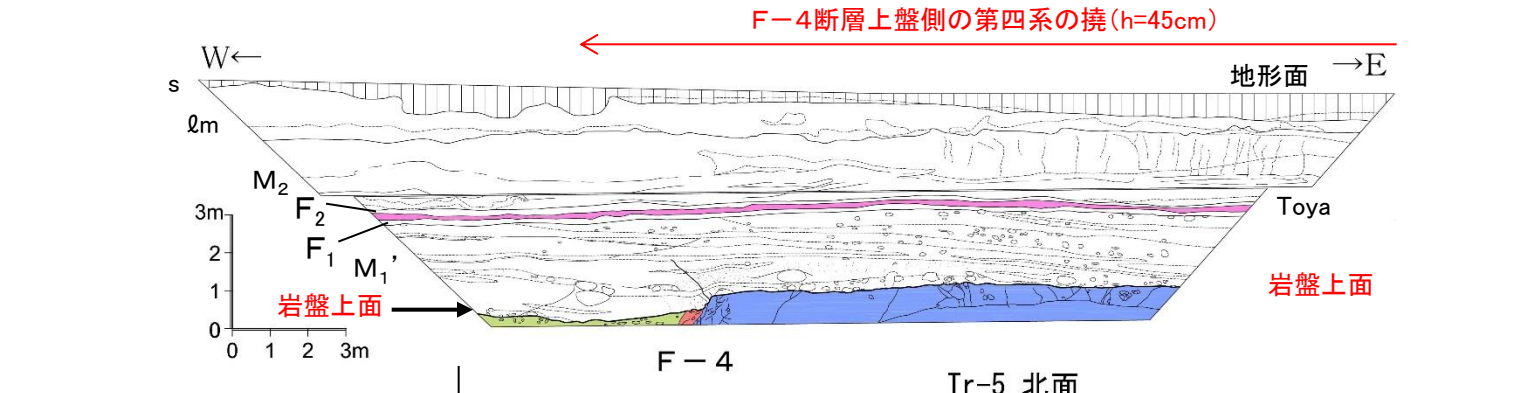 F-4断層上盤側の第四系の撓(h=45cm)
W← →E
地形面
s
ℓm
M₂
F₂
3m
Toya
F₁
2
M₁’
1
岩盤上面
岩盤上面
0
0 1 2 3m
F-4
Tr-5 北面